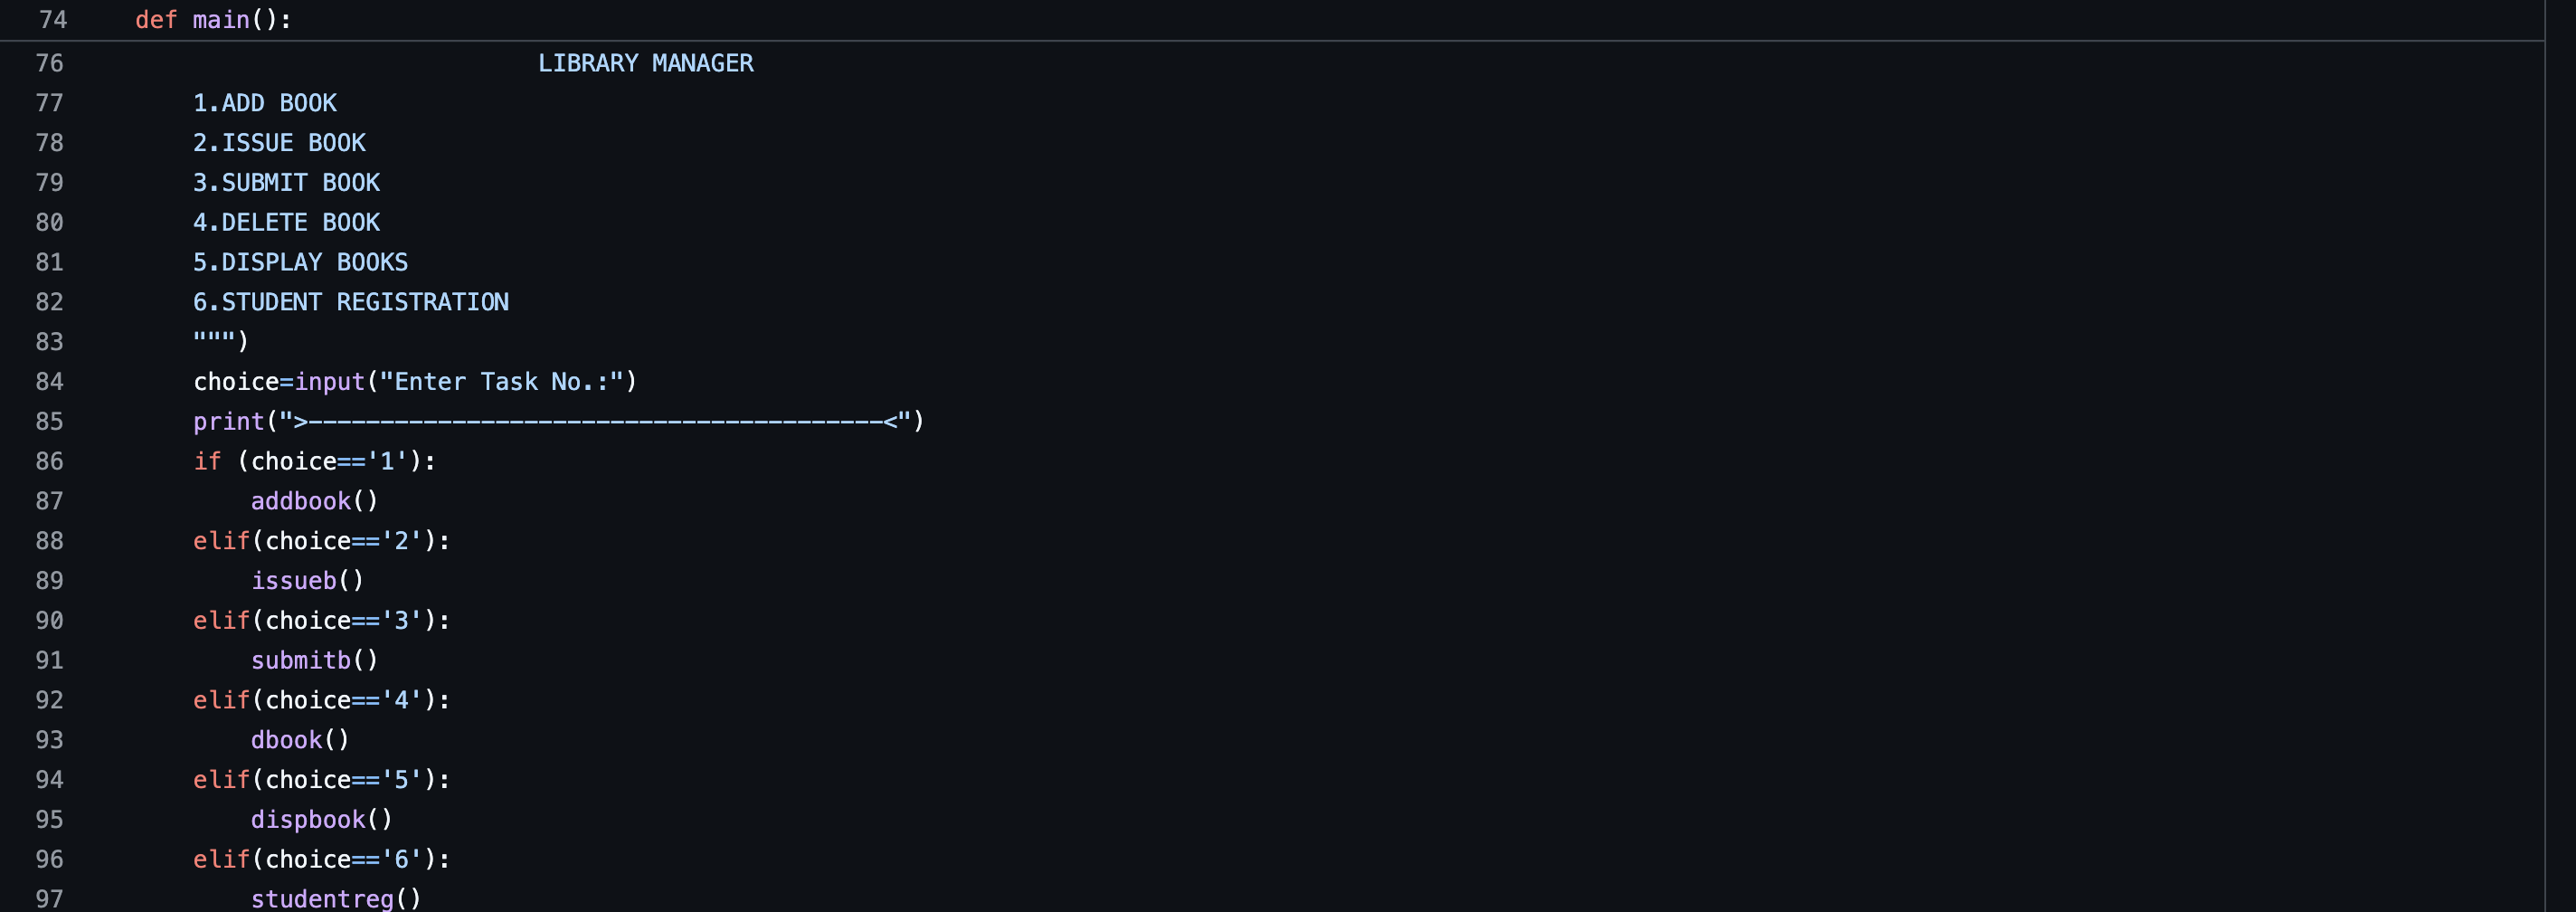 74 def main():
76 LIBRARY MANAGER
77 1.ADD BOOK
78 2.ISSUE BOOK
79 3.SUBMIT BOOK
80 4.DELETE BOOK
81 5.DISPLAY BOOKS
82 6.STUDENT REGISTRATION
83 """)
84 choice=input("Enter Task No.:")
85 print(">----------------------------------------<")
86 if (choice=='1'):
87 addbook()
88 elif(choice=='2'):
89 issueb()
90 elif(choice=='3'):
91 submitb()
92 elif(choice=='4'):
93 dbook()
94 elif(choice=='5'):
95 dispbook()
96 elif(choice=='6'):
97 studentreg()